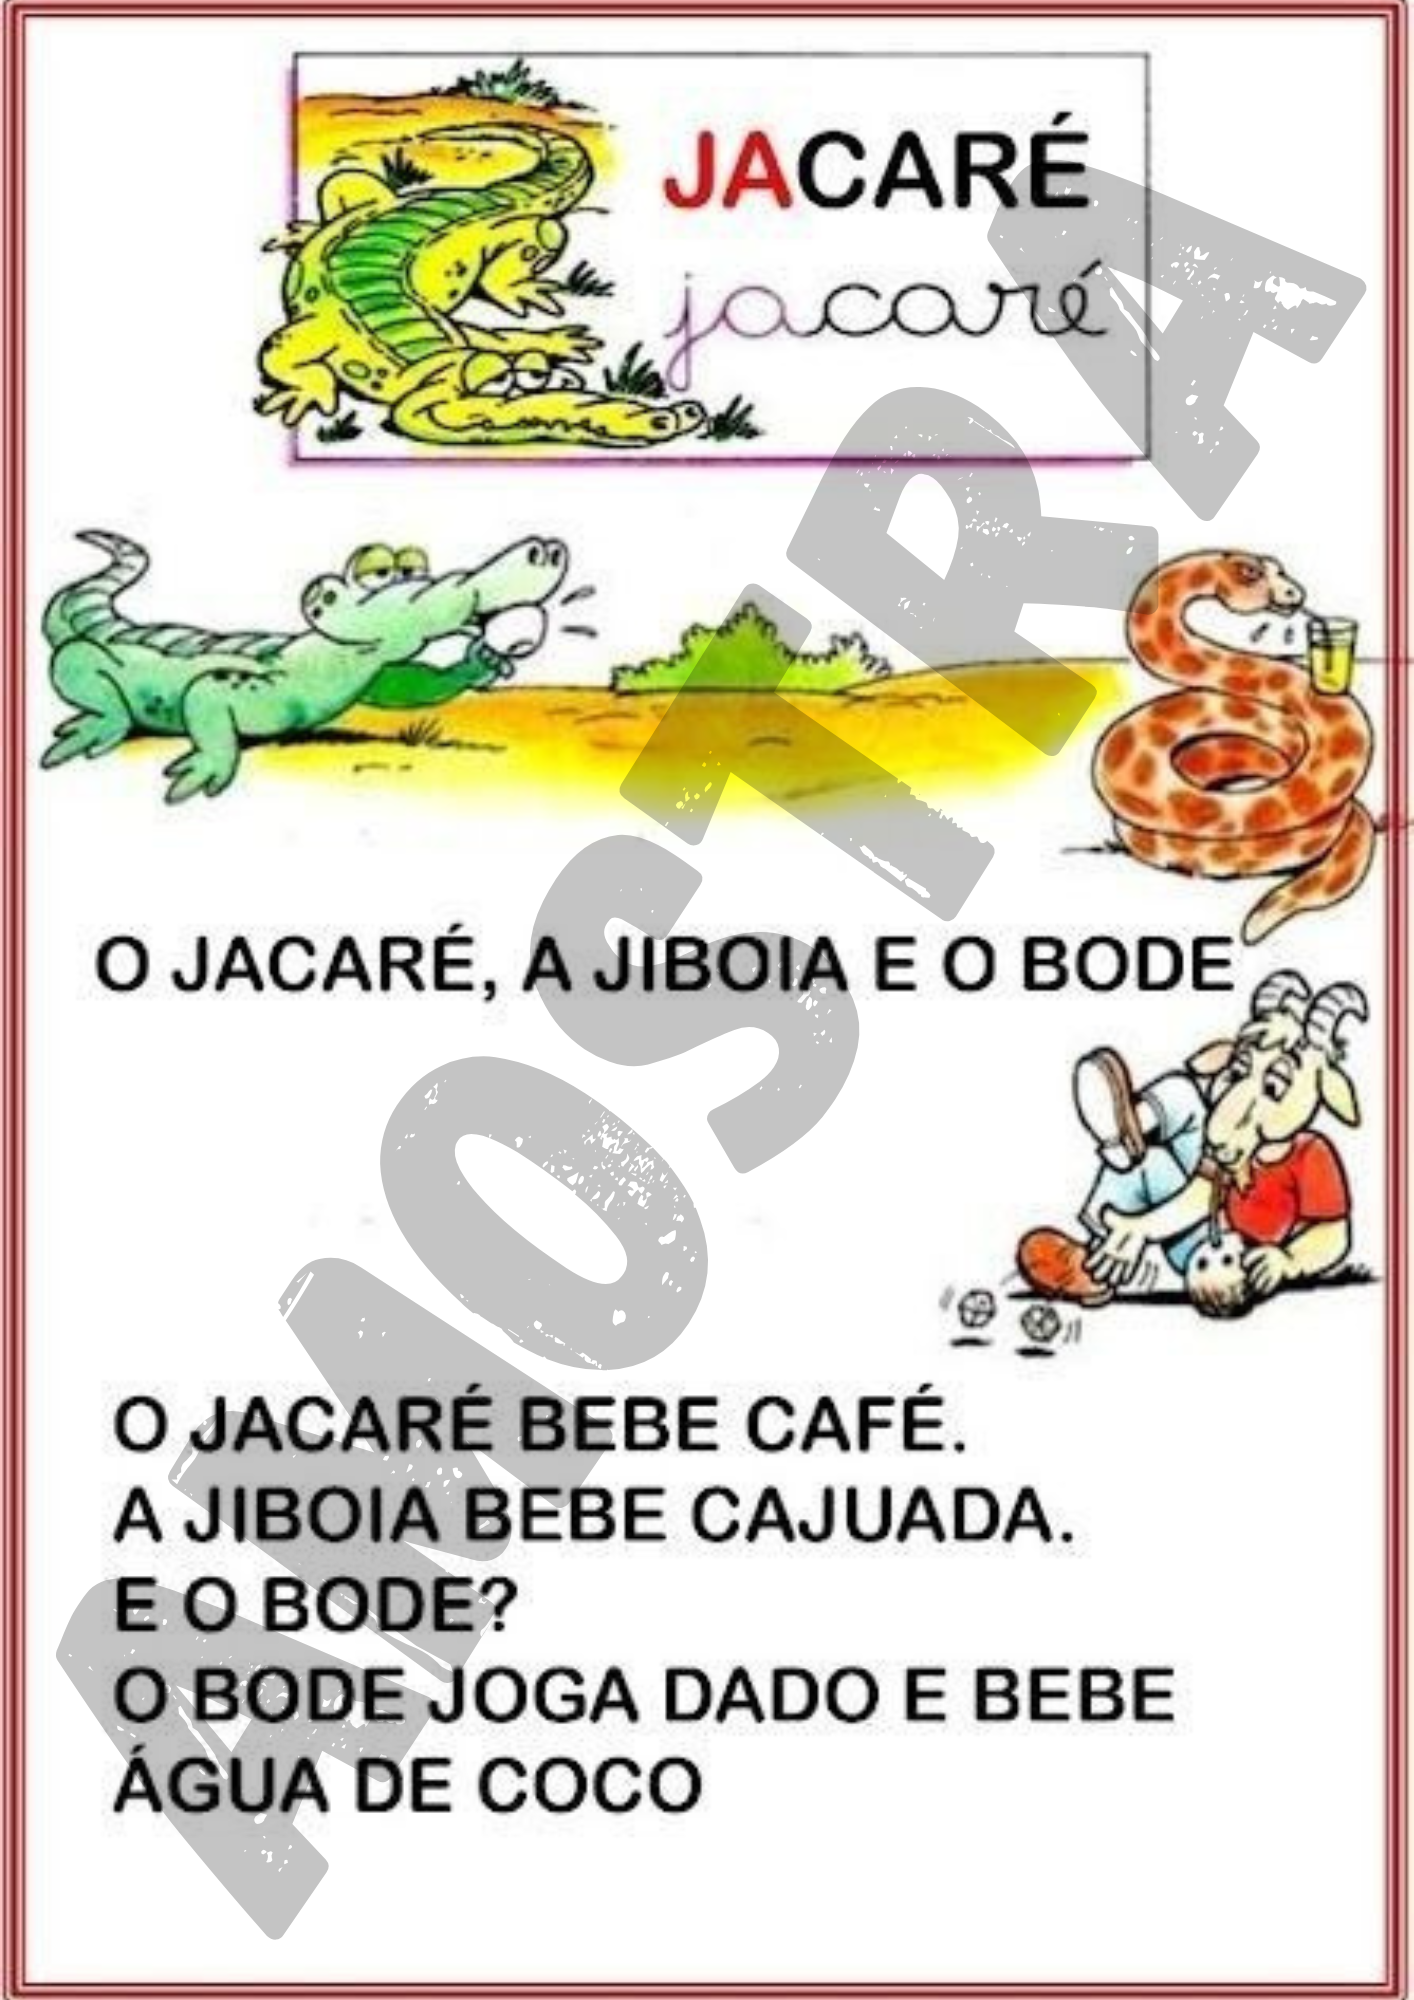 JACARÉ
jacaré
O JACARÉ, A JIBOIA E O BODE
O JACARÉ BEBE CAFÉ.
A JIBOIA BEBE CAJUADA.
E O BODE?
O BODE JOGA DADO E BEBE
ÁGUA DE COCO
AMOSTRA